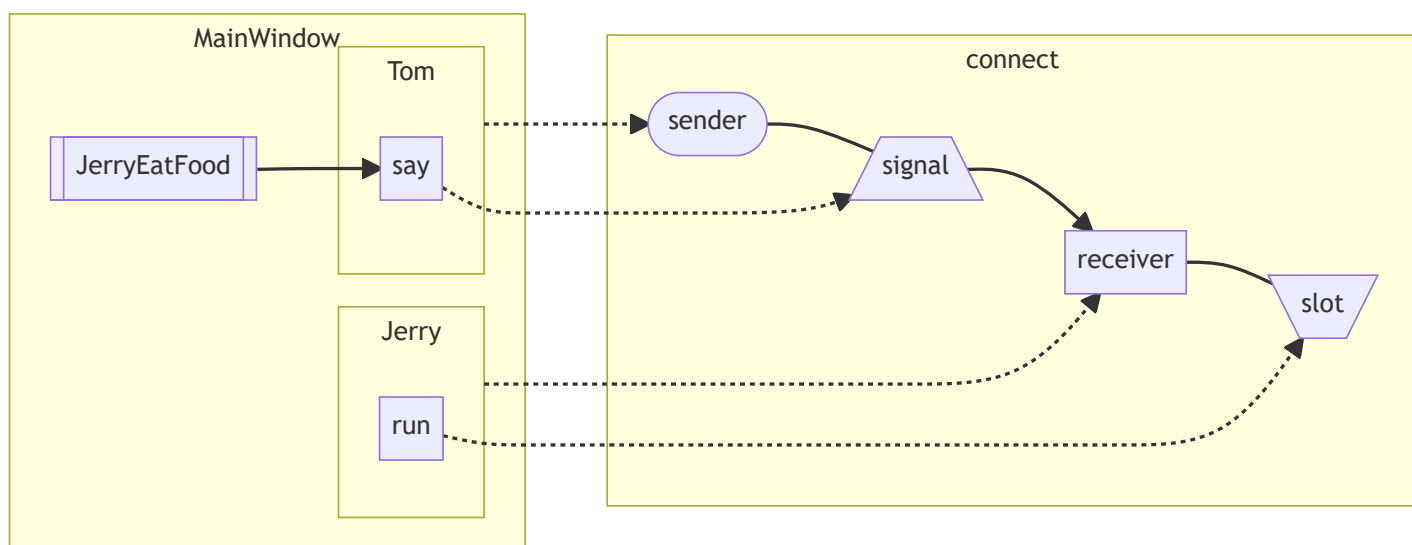 MainWindow
Tom
JerryEatFood
say
Jerry
run
connect
sender
signal
receiver
slot